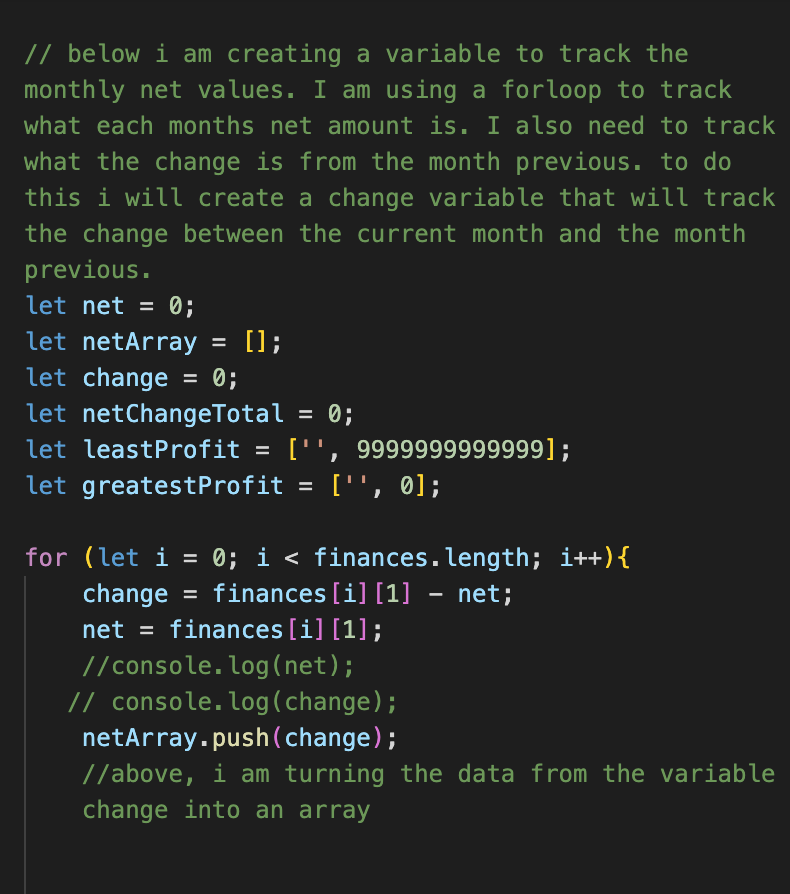 // below i am creating a variable to track the
monthly net values. I am using a forloop to track
what each months net amount is. I also need to track
what the change is from the month previous. to do
this i will create a change variable that will track
the change between the current month and the month
previous.
let net = 0;
let netArray = [];
let change = 0;
let netChangeTotal = 0;
let leastProfit = ['', 9999999999999];
let greatestProfit = ['', 0];
for (let i = 0; i < finances.length; i++){
change = finances[i][1] - net;
net = finances[i][1];
//console.log(net);
// console.log(change);
netArray.push(change);
//above, i am turning the data from the variable
change into an array